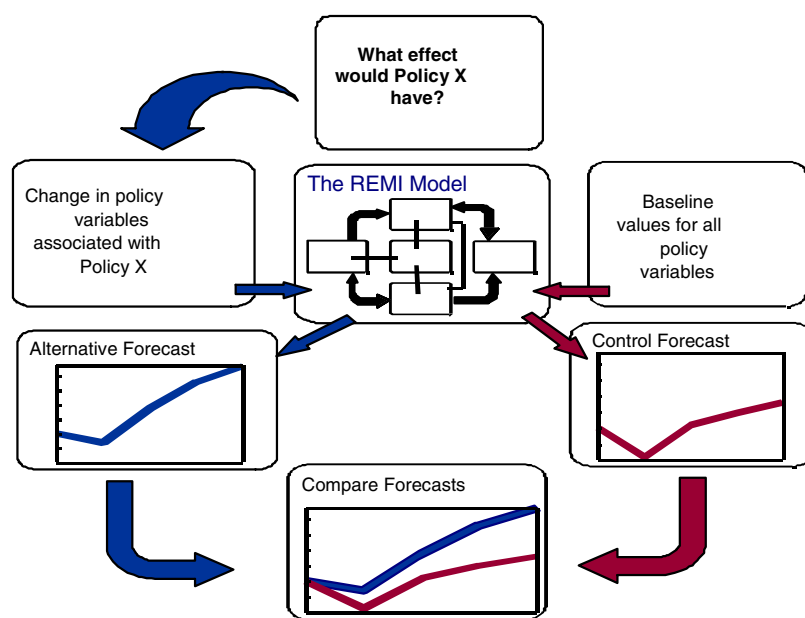 What effect
would Policy X
have?
Change in policy
variables
associated with
Policy X
The REMI Model
Baseline
values for all
policy
variables
Alternative Forecast
Control Forecast
Compare Forecasts